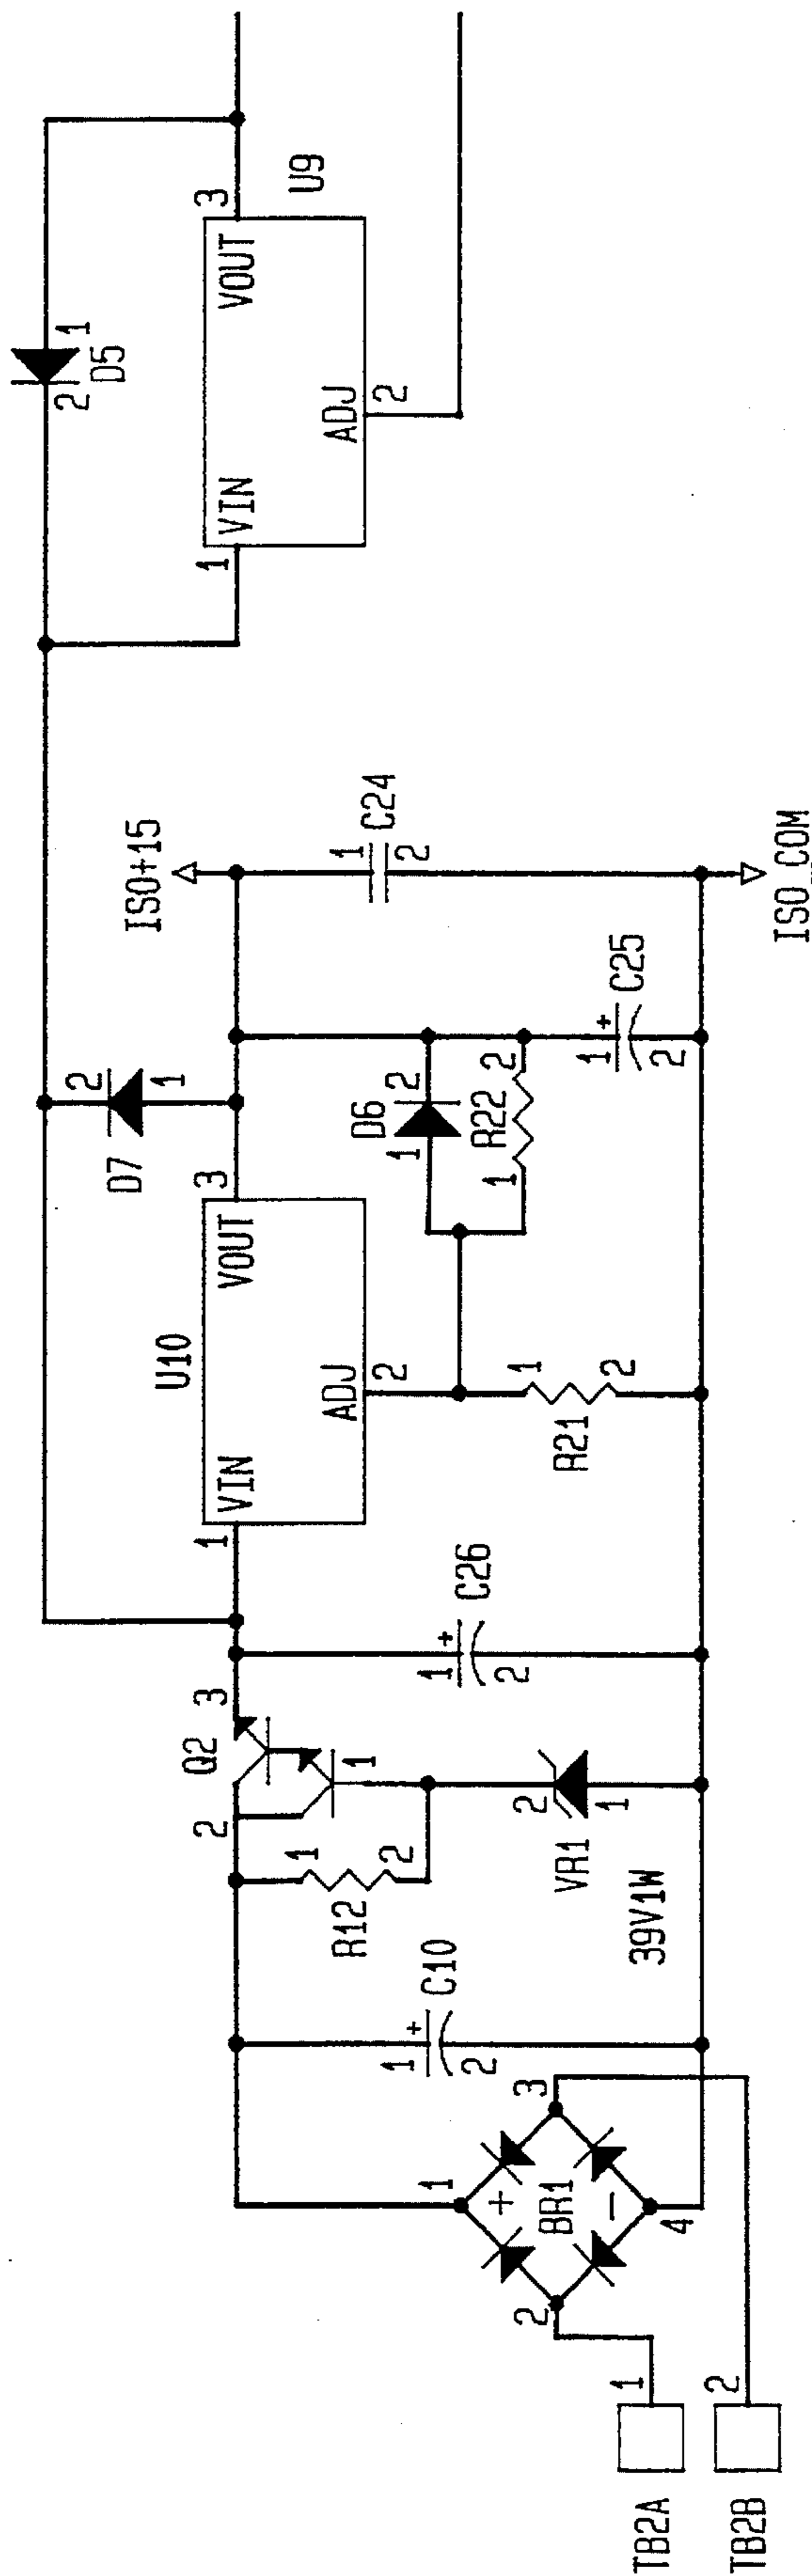 TB2A
1
TB2B
2
2
1
+
BR1
−
3
4
1
+
2
C10
1
R12
2
2
Q2
3
1
2
1
VR1
39V1W
1
+
2
C26
1
VIN
U10
ADJ
2
VOUT
3
R21
1
2
D7
2
1
D6
1
2
1
R22
2
1
+
2
C25
ISO+15
1
2
C24
ISO_COM
1
VIN
ADJ
2
VOUT
3
U9
2
D5
1